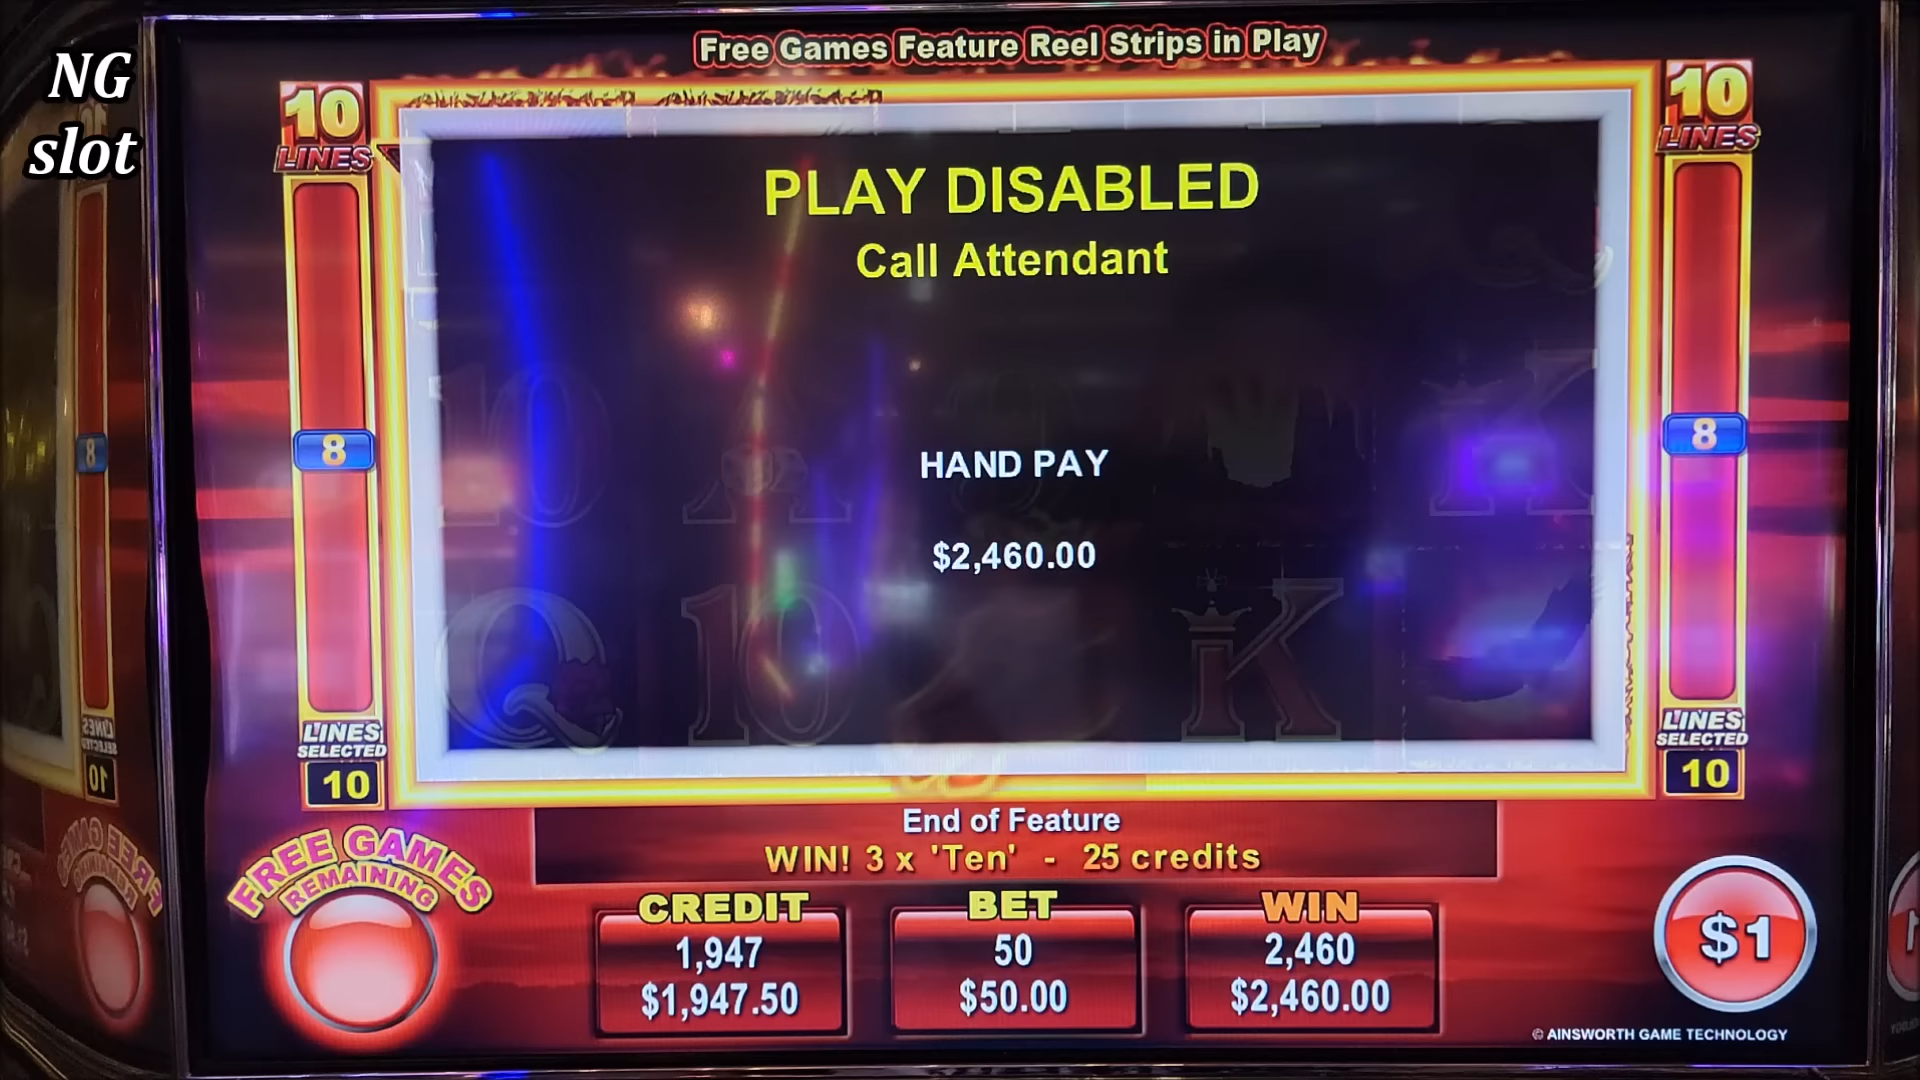 NG
slot
Free Games Feature Reel Strips in Play
10
LINES
10
LINES
PLAY DISABLED
Call Attendant
8
8
8
HAND PAY
$2,460.00
10
Q
10
K
LINES
SELECTED
10
LINES
SELECTED
10
End of Feature
WIN! 3 x 'Ten' - 25 credits
FREE GAMES
REMAINING
CREDIT
1,947
$1,947.50
BET
50
$50.00
WIN
2,460
$2,460.00
$1
© AINSWORTH GAME TECHNOLOGY